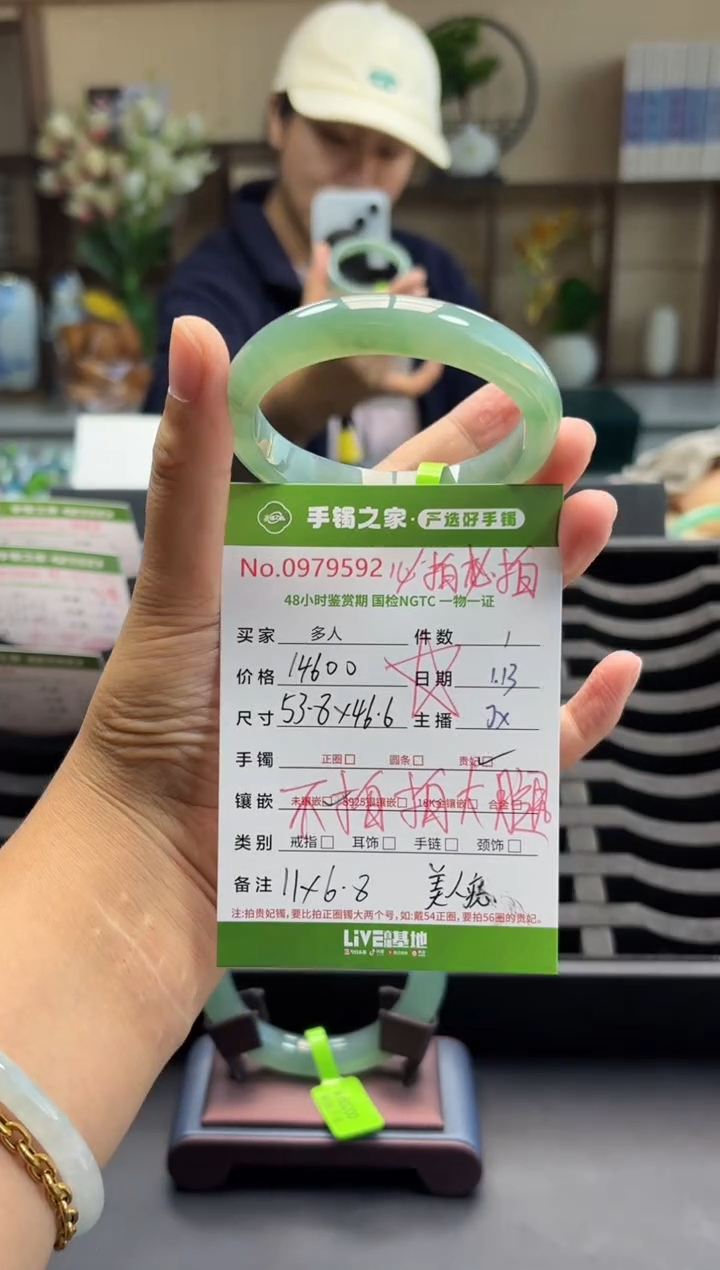 手镯之家·严选好手镯
No.0979592 必拍必拍
48小时鉴赏期 国检NGTC 一物一证
买家 多人 件数 1
价格 14600 日期 1.13
尺寸 53.8×46.6 主播
手镯 正圈□ 圆条□ 贵妃□
不拍拍大腿
镶嵌 未镶嵌□ S925银镶嵌□ 18K金镶嵌□ 合金□
类别 戒指□ 耳饰□ 手链□ 颈饰□
备注 11×6.8 美人痣
注:拍贵妃镯,要比拍正圈镯大两个号,如:戴54正圈,要拍56圈的贵妃。
LIVE 基地